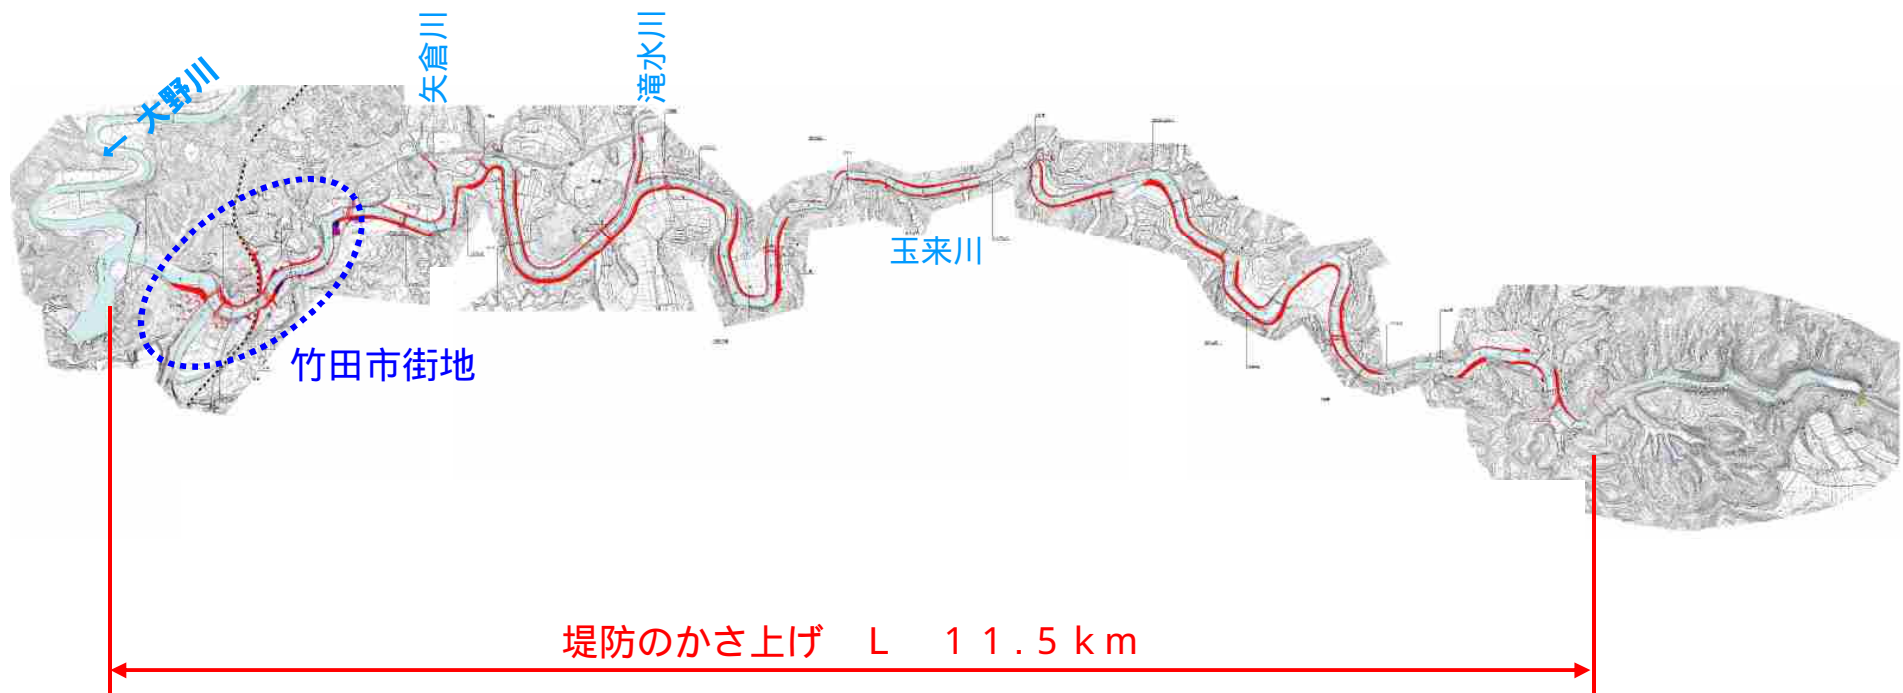 矢倉川
滝水川
←大野川
玉来川
竹田市街地
堤防のかさ上げ　L　１１.５ｋｍ